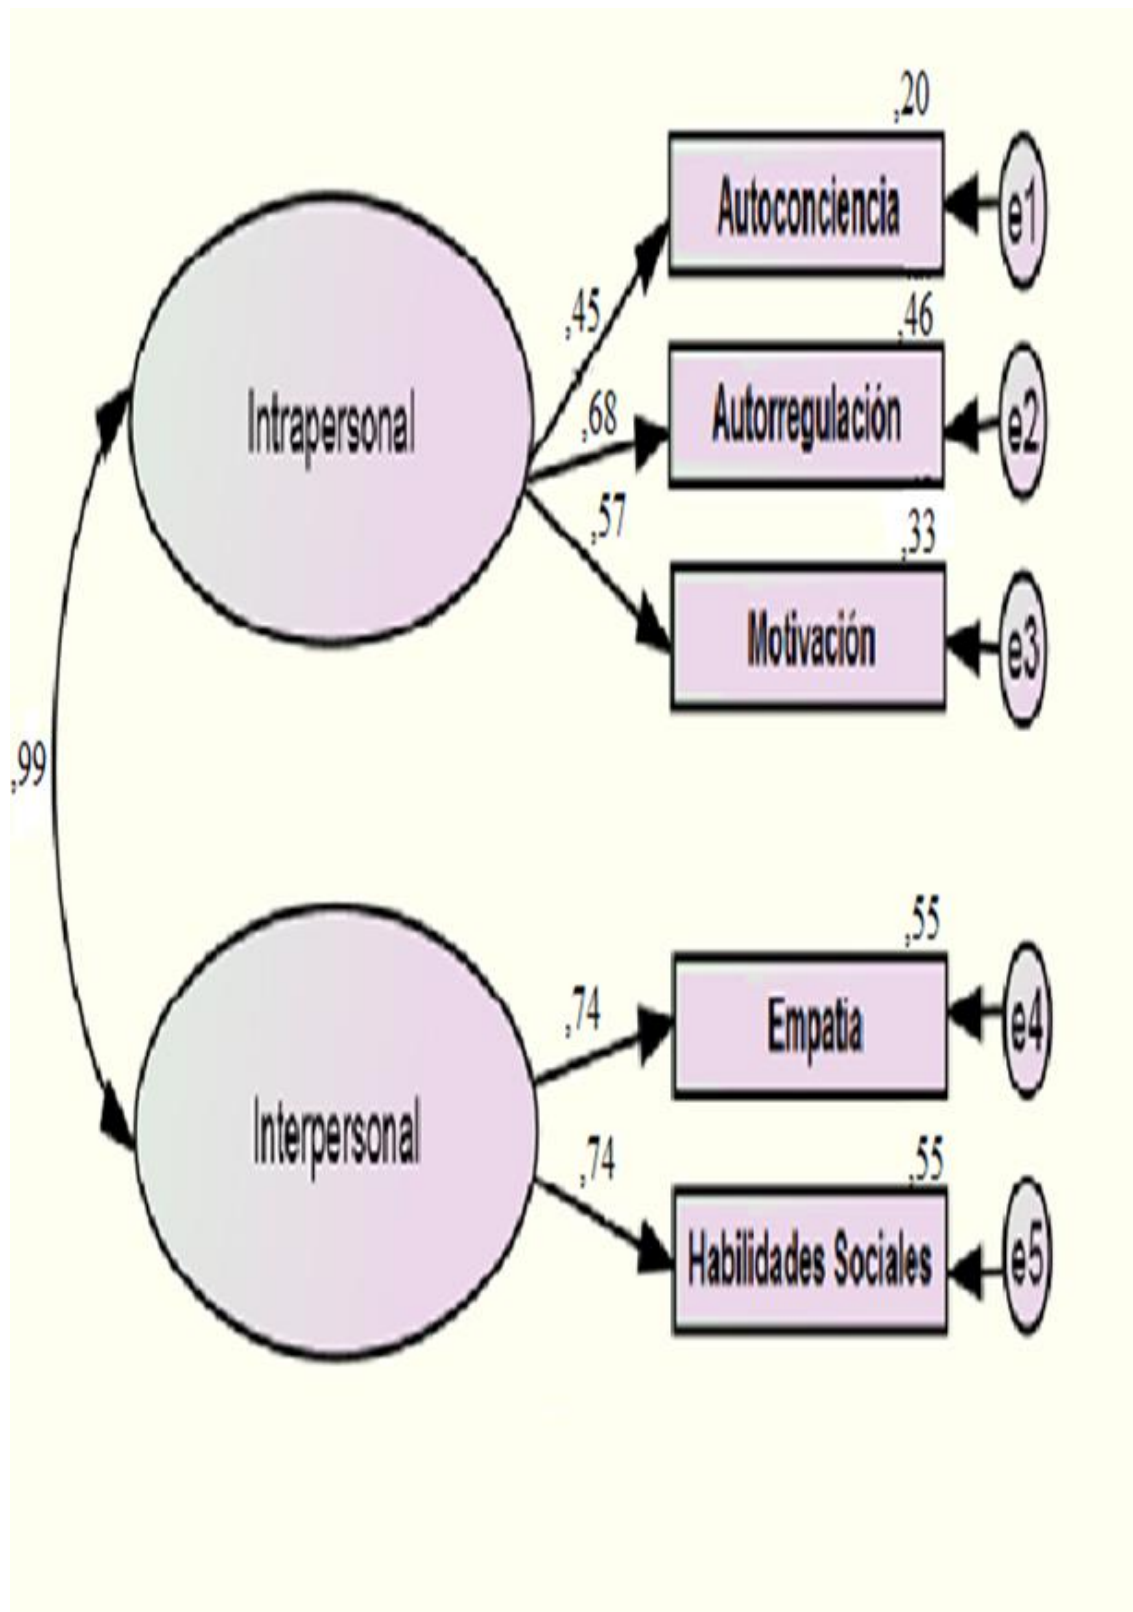 ,20
Autoconciencia
e1
,45
,46
Intrapersonal
,68
Autorregulación
e2
,57
,33
Motivación
e3
,99
,55
,74
Empatia
e4
Interpersonal
,74
,55
Habilidades Sociales
e5